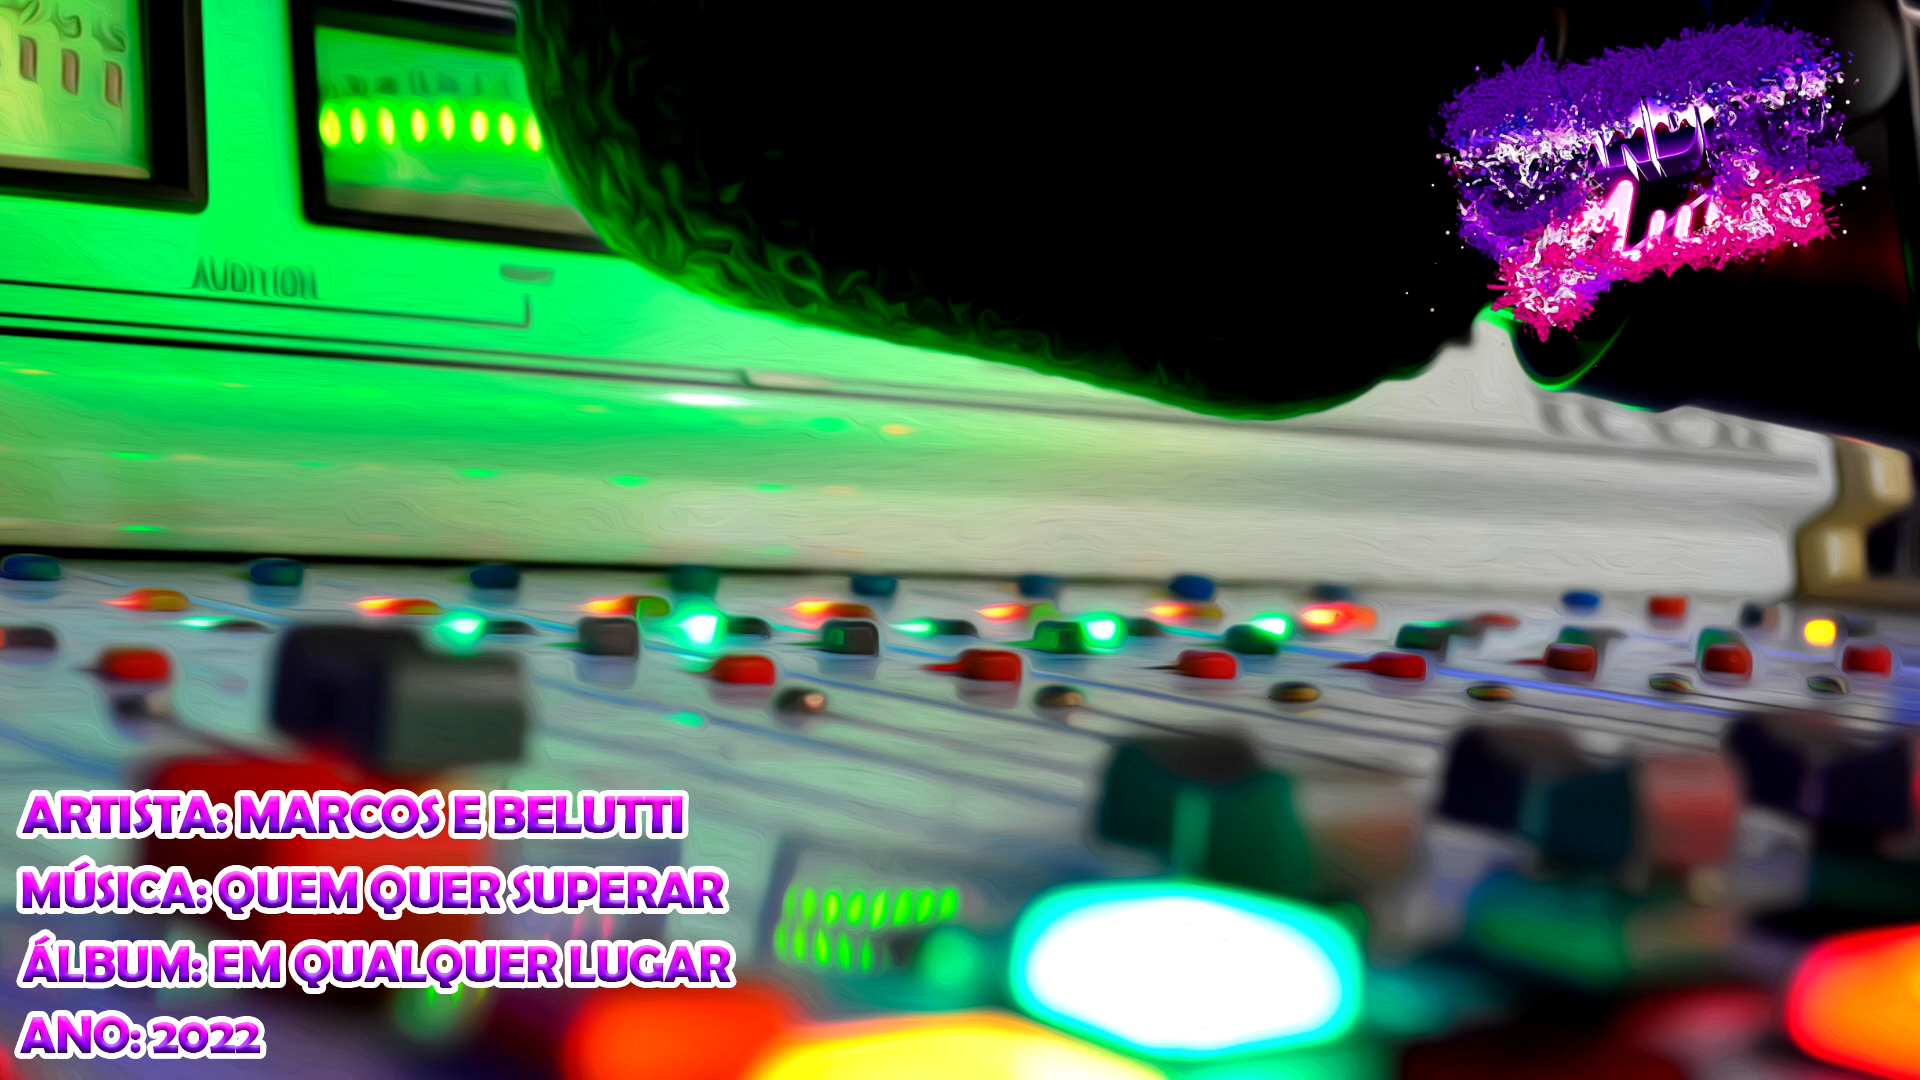 AUDITION
ARTISTA: MARCOS E BELUTTI
MÚSICA: QUEM QUER SUPERAR
ÁLBUM: EM QUALQUER LUGAR
ANO: 2022